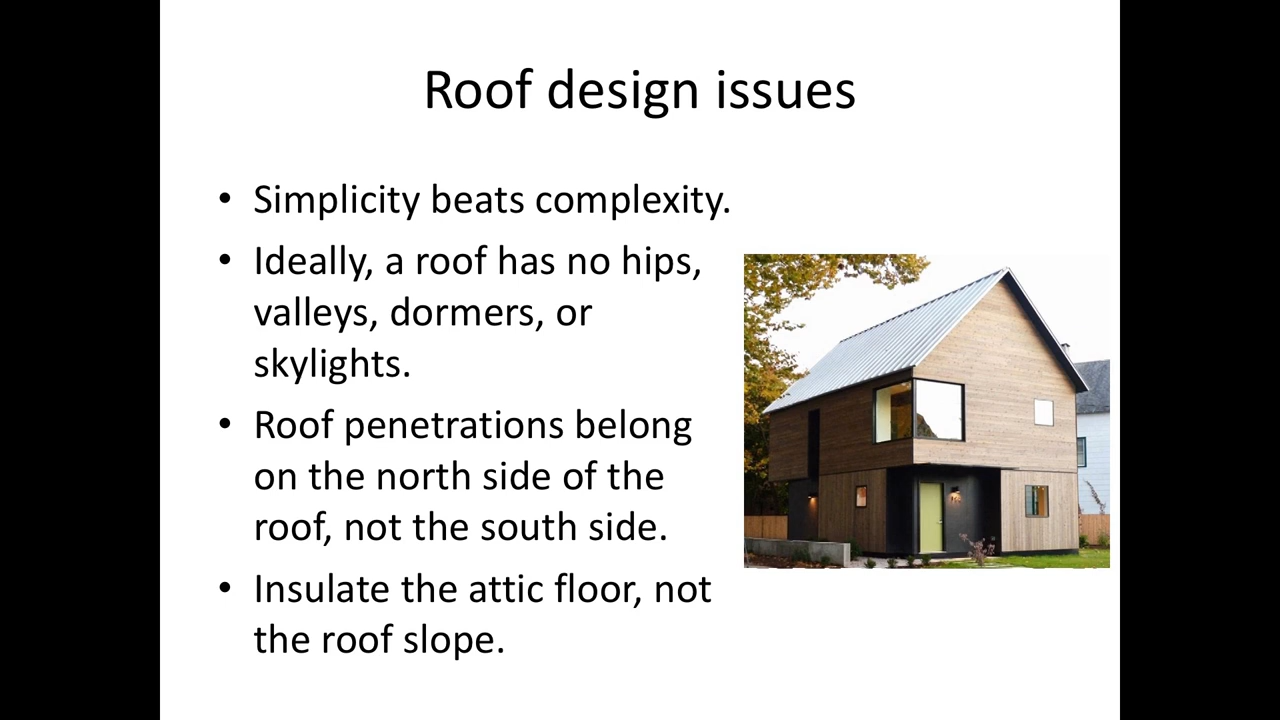 Roof design issues
• Simplicity beats complexity.
• Ideally, a roof has no hips,
valleys, dormers, or
skylights.
• Roof penetrations belong
on the north side of the
roof, not the south side.
• Insulate the attic floor, not
the roof slope.